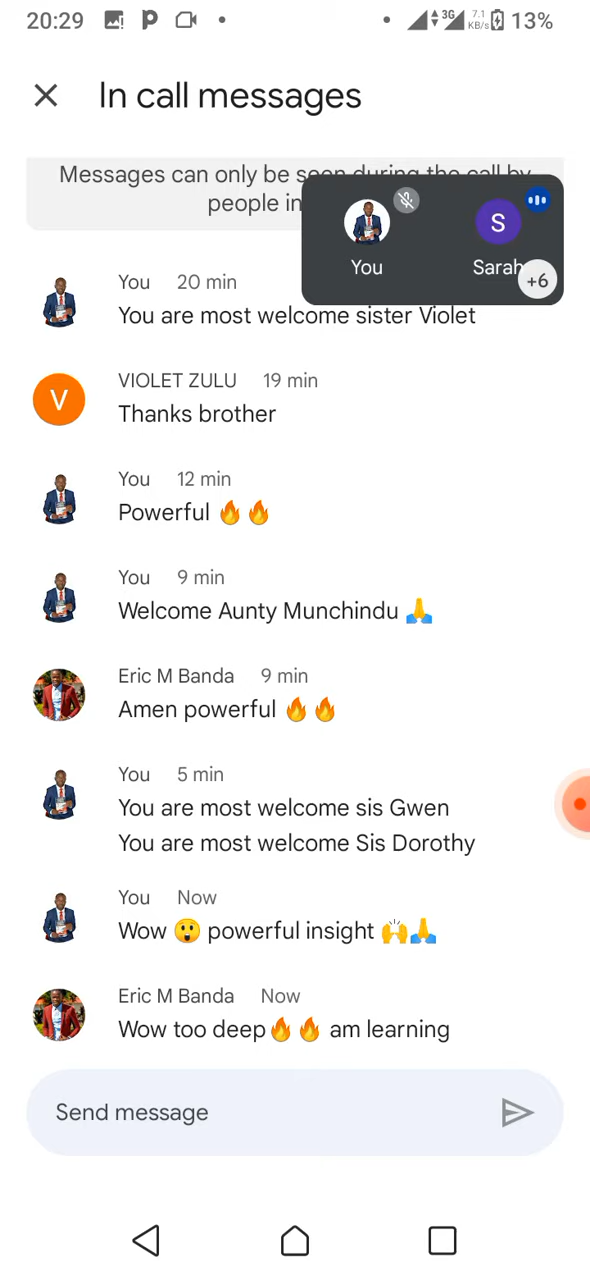 20:29
3G 7.1 KB/s 13%
In call messages
Messages can only be seen during the call by
people in
You
Sarah
S
+6
You 20 min
You are most welcome sister Violet
V
VIOLET ZULU 19 min
Thanks brother
You 12 min
Powerful 🔥🔥
You 9 min
Welcome Aunty Munchindu 🙏
Eric M Banda 9 min
Amen powerful 🔥🔥
You 5 min
You are most welcome sis Gwen
You are most welcome Sis Dorothy
You Now
Wow 😲 powerful insight 🙌🙏
Eric M Banda Now
Wow too deep🔥🔥 am learning
Send message